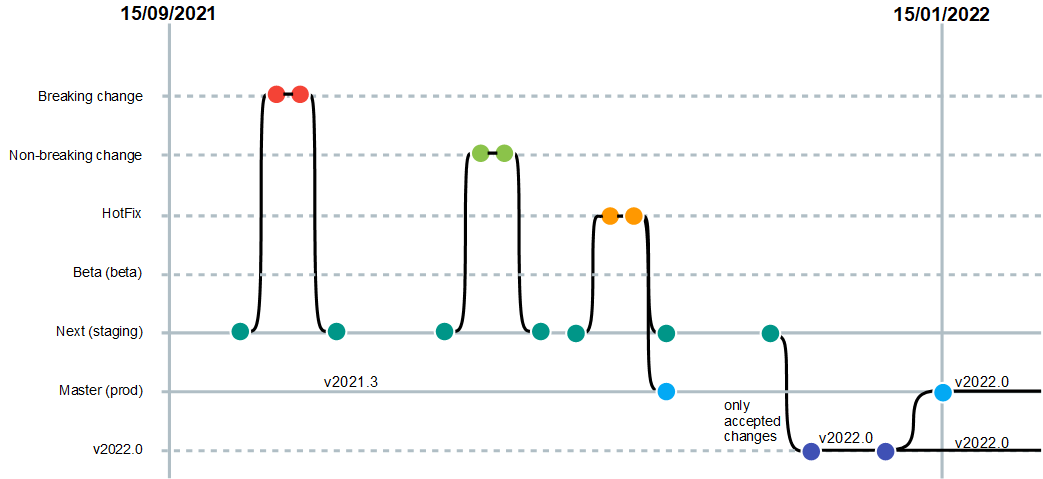 15/09/2021
15/01/2022
Breaking change
Non-breaking change
HotFix
Beta (beta)
Next (staging)
Master (prod)
v2021.3
v2022.0
only
accepted
changes
v2022.0
v2022.0
v2022.0